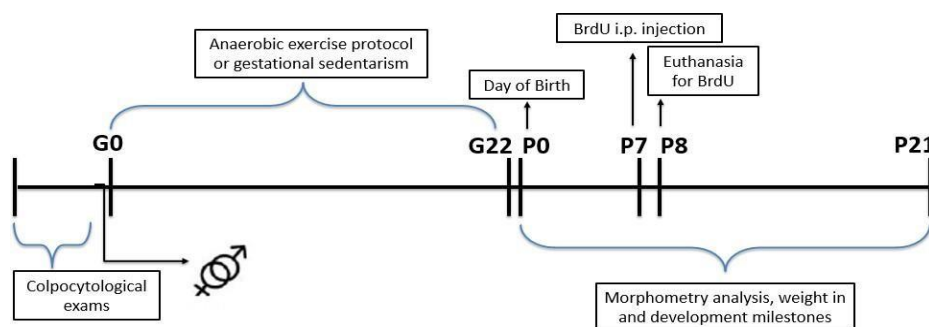 Anaerobic exercise protocol
or gestational sedentarism
BrdU i.p. injection
Euthanasia
for BrdU
Day of Birth
G0
G22
P0
P7
P8
P21
Colpocytological
exams
Morphometry analysis, weight in
and development milestones